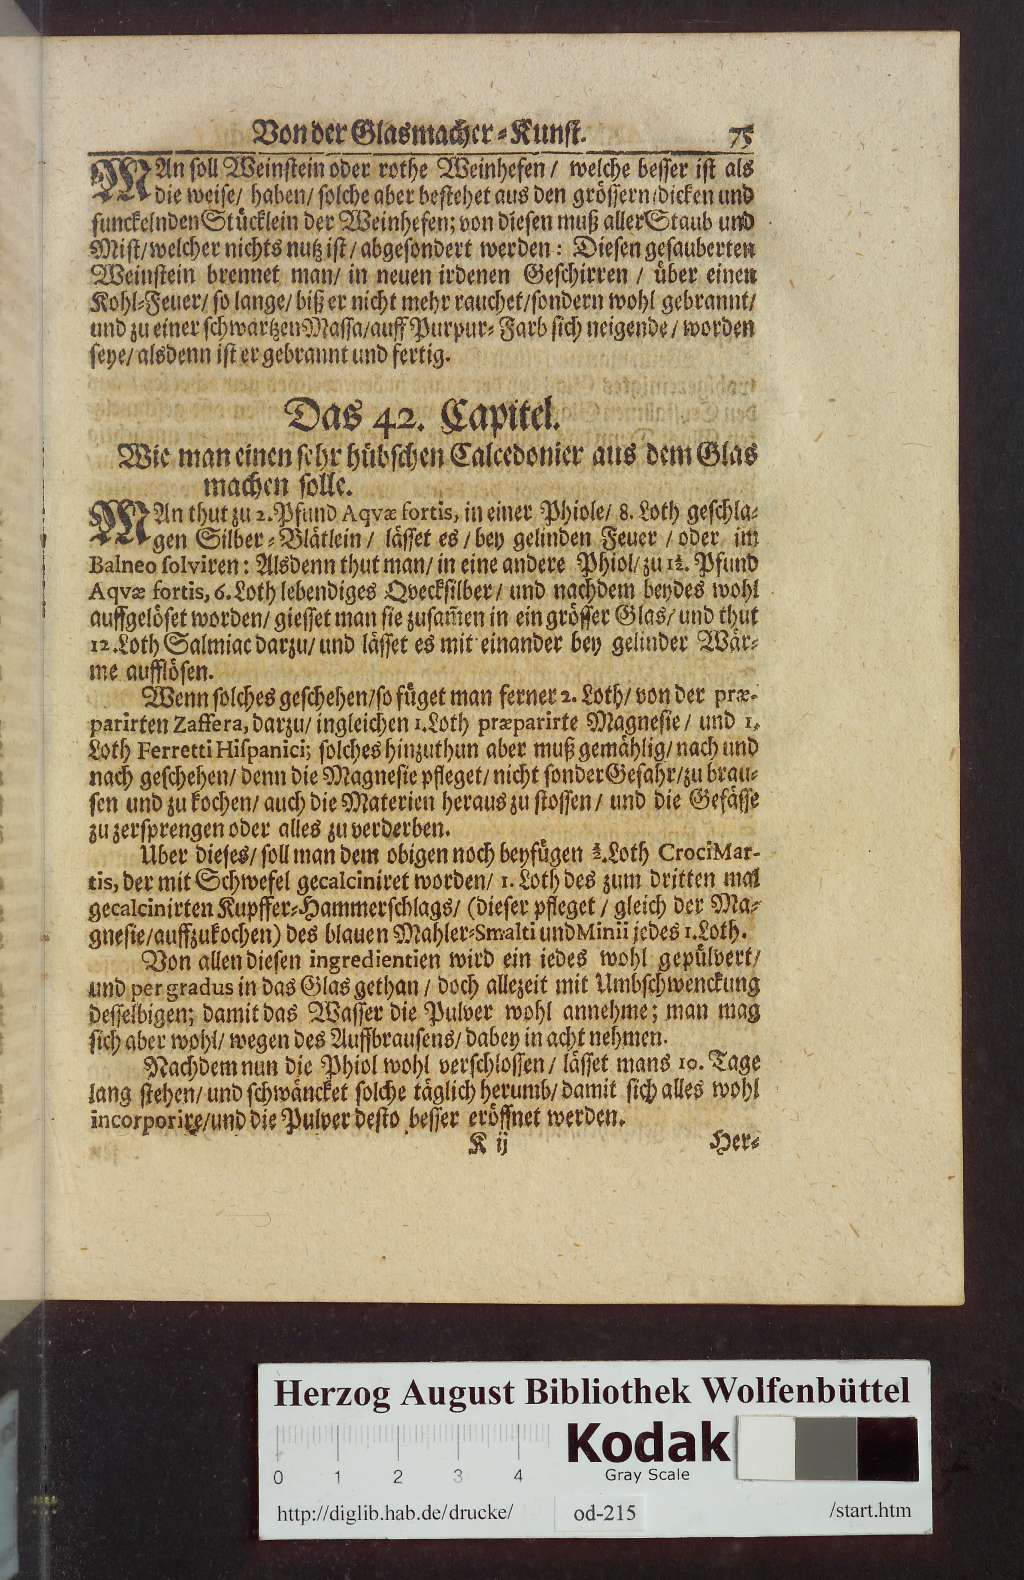 Von der Glasmacher-Kunst. 75
MAn soll Weinstein oder rothe Weinhefen / welche besser ist als
die weise/ haben/ solche aber bestehet aus den grössern/dicken und
funckelnden Stücklein der Weinhefen; von diesen muß aller Staub und
Mist/welcher nichts nutz ist/ abgesondert werden: Diesen gesauberten
Weinstein brennet man/ in neuen irdenen Geschirren / über einen
Kohl-Feuer/ so lange/ biß er nicht mehr rauchet/sondern wohl gebrannt/
und zu einer schwartzen Massa/auff Purpur-Farb sich neigende/ worden
seye/ alsdenn ist er gebrannt und fertig.
Das 42. Capitel.
Wie man einen sehr hübschen Calcedonier aus dem Glas
machen solle.
MAn thut zu 2. Pfund Aqvæ fortis, in einer Phiole/ 8. Loth geschla-
gen Silber-Blätlein / lässet es / bey gelinden Feuer / oder im
Balneo solviren: Alsdenn thut man/ in eine andere Phiol/ zu 1½. Pfund
Aqvæ fortis, 6. Loth lebendiges Qvecksilber/ und nachdem beydes wohl
auffgelöset worden/ giesset man sie zusam̃en in ein grösser Glas/ und thut
12. Loth Salmiac darzu/ und lässet es mit einander bey gelinder Wär-
me aufflösen.
Wenn solches geschehen/so füget man ferner 2. Loth/ von der præ-
parirten Zaffera, darzu/ ingleichen 1. Loth præparirte Magnesie/ und 1.
Loth Ferretti Hispanici; solches hinzuthun aber muß gemählig/ nach und
nach geschehen/ denn die Magnesie pfleget/ nicht sonder Gefahr/zu brau-
sen und zu kochen/ auch die Materien heraus zu stossen/ und die Gefässe
zu zersprengen oder alles zu verderben.
Uber dieses/ soll man dem obigen noch beyfügen ½. Loth Croci Mar-
tis, der mit Schwefel gecalciniret worden/ 1. Loth des zum dritten mal
gecalcinirten Kupffer-Hammerschlags/ (dieser pfleget / gleich der Ma-
gnesie/auffzukochen) des blauen Mahler-Smalti und Minii jedes 1. Loth.
Von allen diesen ingredientien wird ein iedes wohl gepülvert/
und per gradus in das Glas gethan / doch allezeit mit Umbschwenckung
desselbigen; damit das Wasser die Pulver wohl annehme; man mag
sich aber wohl/ wegen des Auffbrausens/ dabey in acht nehmen.
Nachdem nun die Phiol wohl verschlossen / lässet mans 10. Tage
lang stehen/ und schwäncket solche täglich herumb/ damit sich alles wohl
incorporire/und die Pulver desto besser eröffnet werden.
K ij Her-
Herzog August Bibliothek Wolfenbüttel
0 1 2 3 4
Kodak
Gray Scale
http://diglib.hab.de/drucke/ od-215 /start.htm